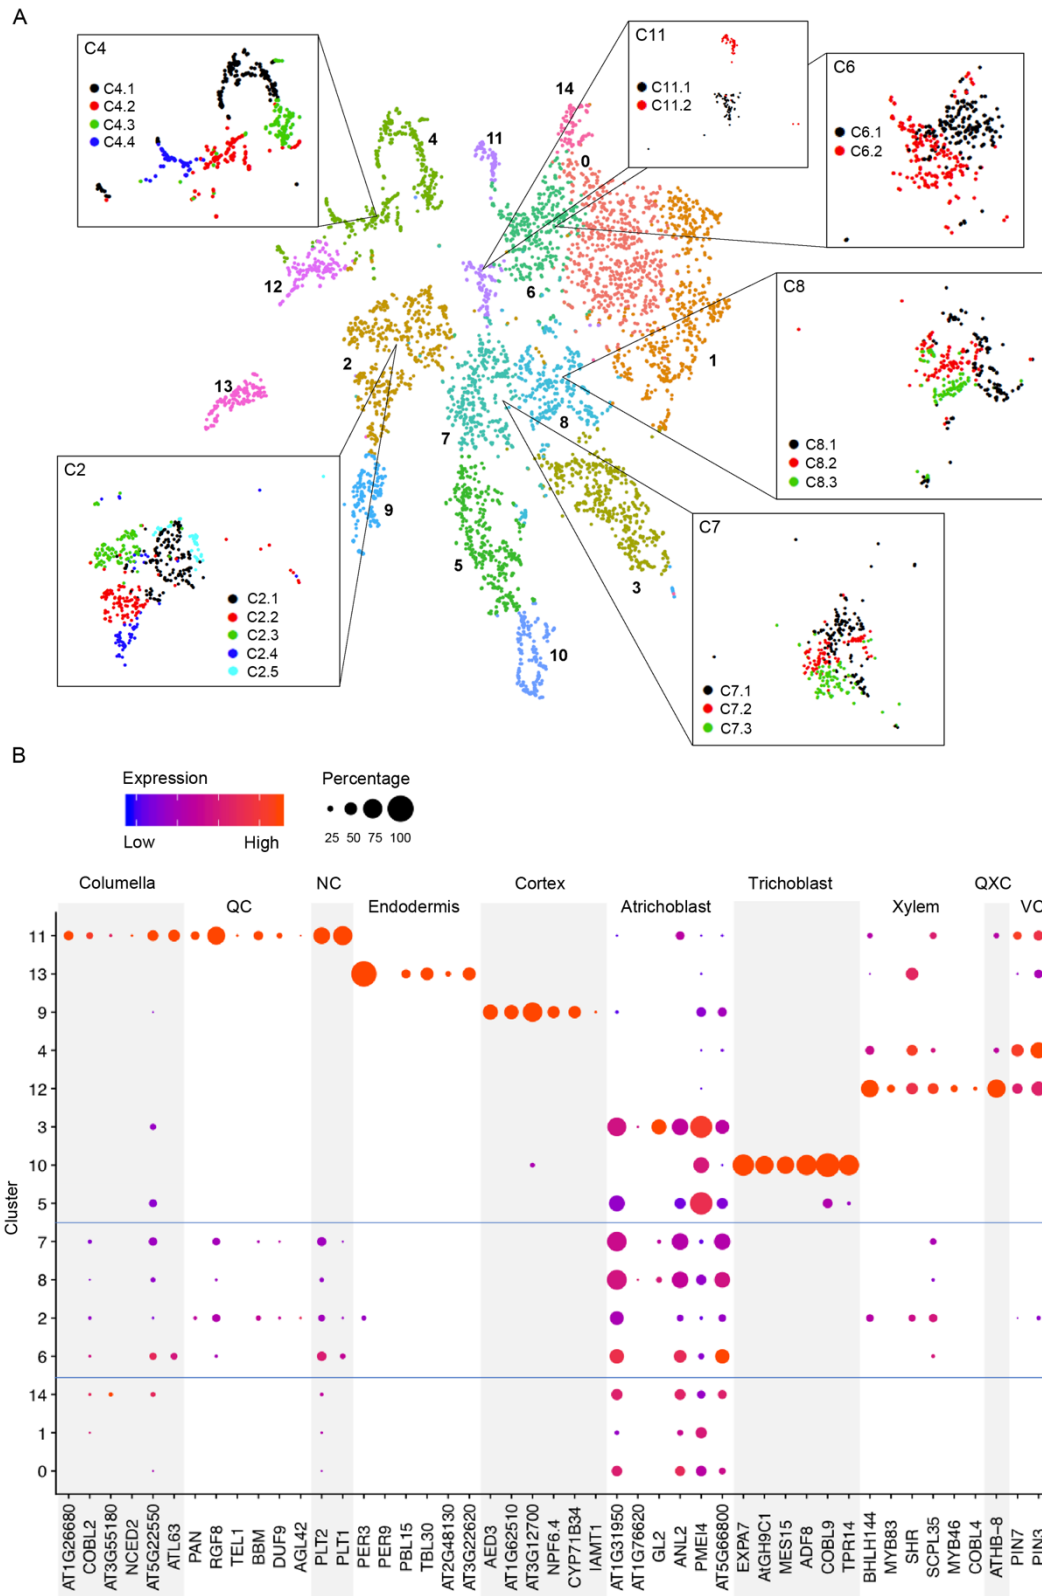 A
C4
C4.1
C4.2
C4.3
C4.4
C11
C11.1
C11.2
C6
C6.1
C6.2
14
0
4
11
12
6
1
2
13
7
8
9
5
3
10
C8
C8.1
C8.2
C8.3
C2
C2.1
C2.2
C2.3
C2.4
C2.5
C7
C7.1
C7.2
C7.3
B
Expression
Low High
Percentage
25 50 75 100
Columella NC Cortex Trichoblast QXC
QC Endodermis Atrichoblast Xylem VC
Cluster
11
13
9
4
12
3
10
5
7
8
2
6
14
1
0
AT1G26680
COBL2
AT3G55180
NCED2
AT5G22550
ATL63
PAN
RGF8
TEL1
BBM
DUF9
AGL42
PLT2
PLT1
PER3
PER9
PBL15
TBL30
AT2G48130
AT3G22620
AED3
AT1G62510
AT3G12700
NPF6.4
CYP71B34
IAMT1
AT1G31950
AT1G76620
GL2
ANL2
PMEI4
AT5G66800
EXPA7
AtGH9C1
MES15
ADF8
COBL9
TPR14
BHLH144
MYB83
SHR
SCPL35
MYB46
COBL4
ATHB-8
PIN7
PIN3